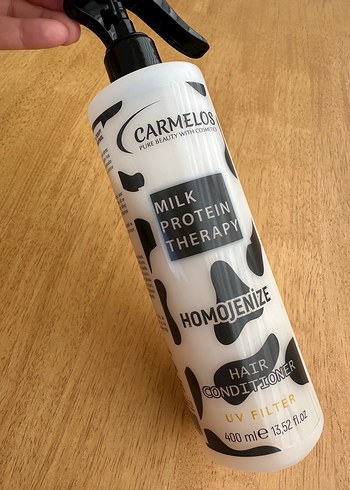 CARMELOS
PURE BEAUTY WITH COSMETICS
MILK
PROTEIN
THERAPY
HOMOJENİZE
HAIR
CONDITIONER
UV FILTER
400 ml℮ 13,52 fl.oz